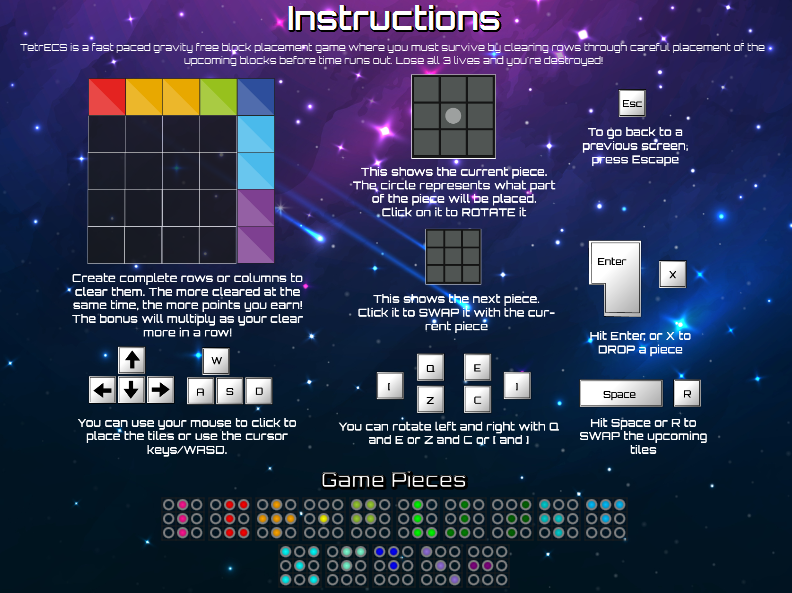 Instructions
TetrECS is a fast paced gravity free block placement game where you must survive by clearing rows through careful placement of the
upcoming blocks before time runs out. Lose all 3 lives and you're destroyed!
Create complete rows or columns to
clear them. The more cleared at the
same time, the more points you earn!
The bonus will multiply as your clear
more in a row!
This shows the current piece.
The circle represents what part
of the piece will be placed.
Click on it to ROTATE it
Esc
To go back to a
previous screen,
press Escape
This shows the next piece.
Click it to SWAP it with the cur-
rent piece
Enter
X
Hit Enter, or X to
DROP a piece
W
A S D
You can use your mouse to click to
place the tiles or use the cursor
keys/WASD.
Q E
[ ]
Z C
You can rotate left and right with Q
and E or Z and C or [ and ]
Space R
Hit Space or R to
SWAP the upcoming
tiles
Game Pieces